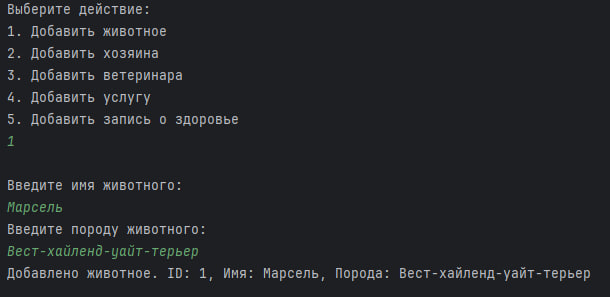 Выберите действие:
1. Добавить животное
2. Добавить хозяина
3. Добавить ветеринара
4. Добавить услугу
5. Добавить запись о здоровье
1
Введите имя животного:
Марсель
Введите породу животного:
Вест-хайленд-уайт-терьер
Добавлено животное. ID: 1, Имя: Марсель, Порода: Вест-хайленд-уайт-терьер